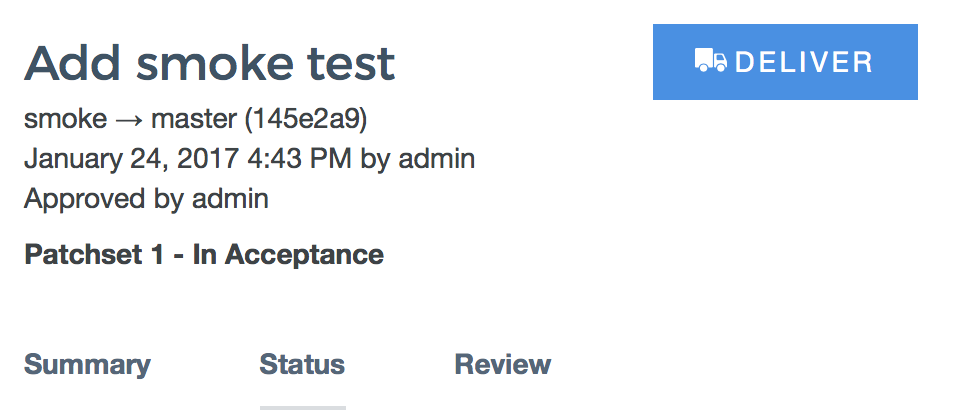 Add smoke test
DELIVER
smoke → master (145e2a9)
January 24, 2017 4:43 PM by admin
Approved by admin
Patchset 1 - In Acceptance
Summary Status Review